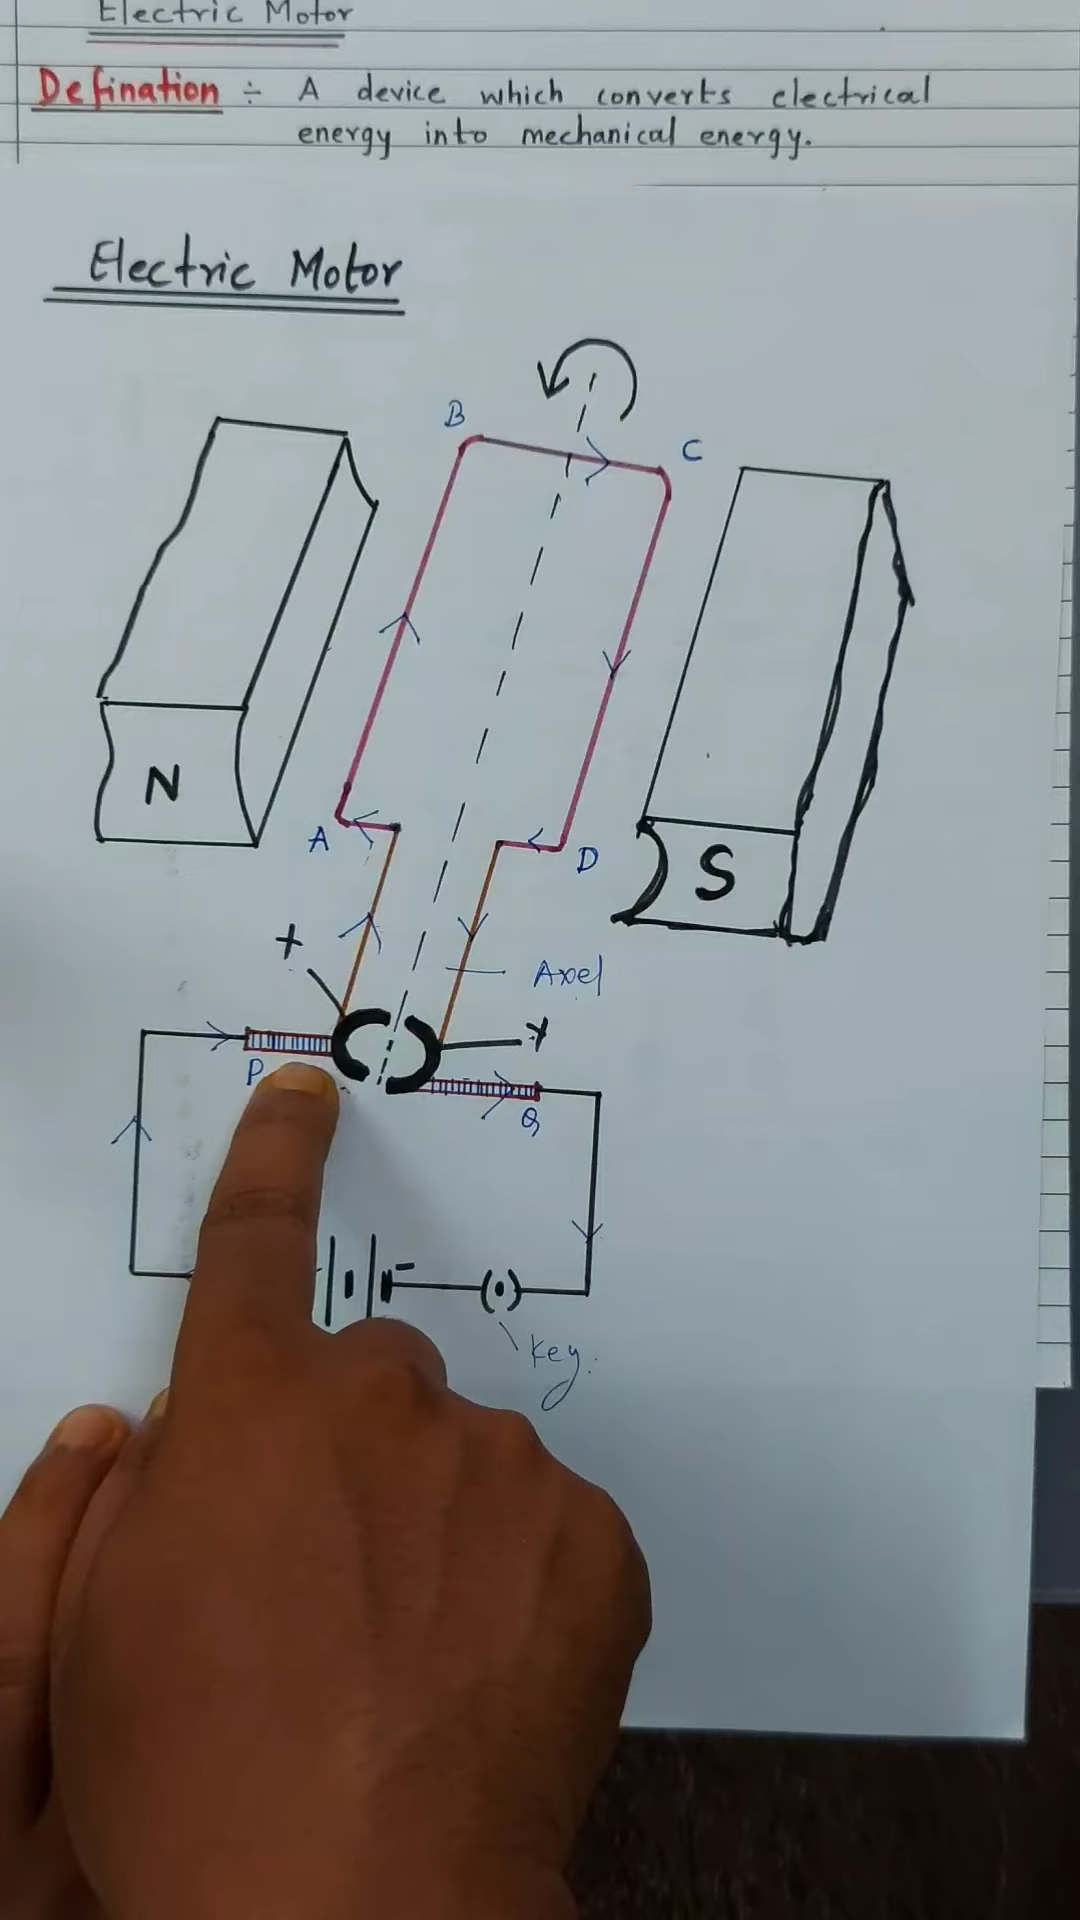 Electric Motor
Defination ÷ A device which converts electrical
energy into mechanical energy.
Electric Motor
B
C
N
A
D
S
+
Axel
P
Q
-
Key.